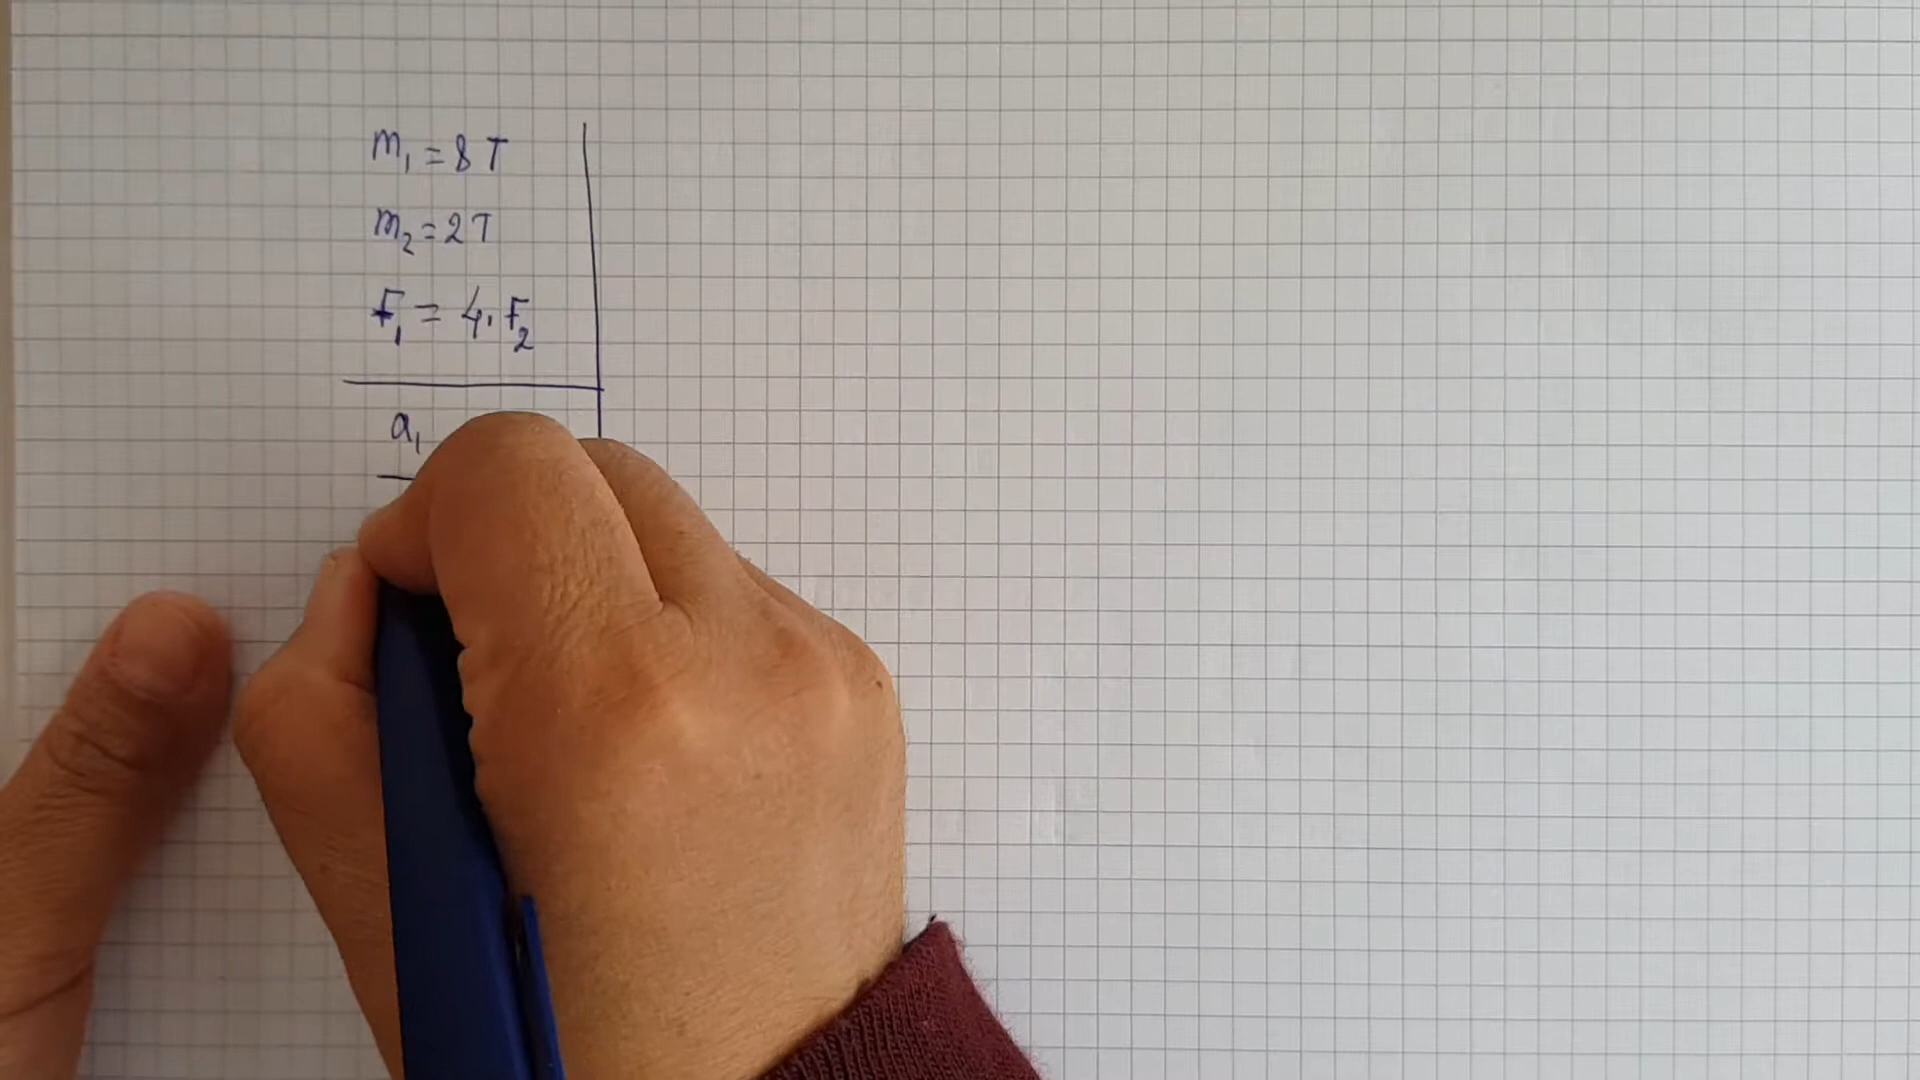 m₁ = 8 T
m₂ = 2 T
F₁ = 4. F₂
a₁